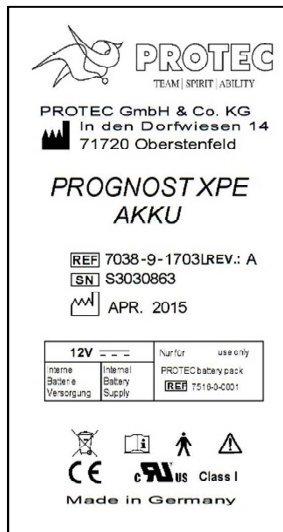 PROTEC
TEAM | SPIRIT | ABILITY
PROTEC GmbH & Co. KG
In den Dorfwiesen 14
71720 Oberstenfeld
PROGNOST XPE
AKKU
REF 7038-9-1703L REV.: A
SN S3030863
APR. 2015
12V
Interne Batterie Versorgung
Internal Battery Supply
Nur für use only
PROTEC battery pack
REF 7516-0-0001
CE c RU US Class I
Made in Germany